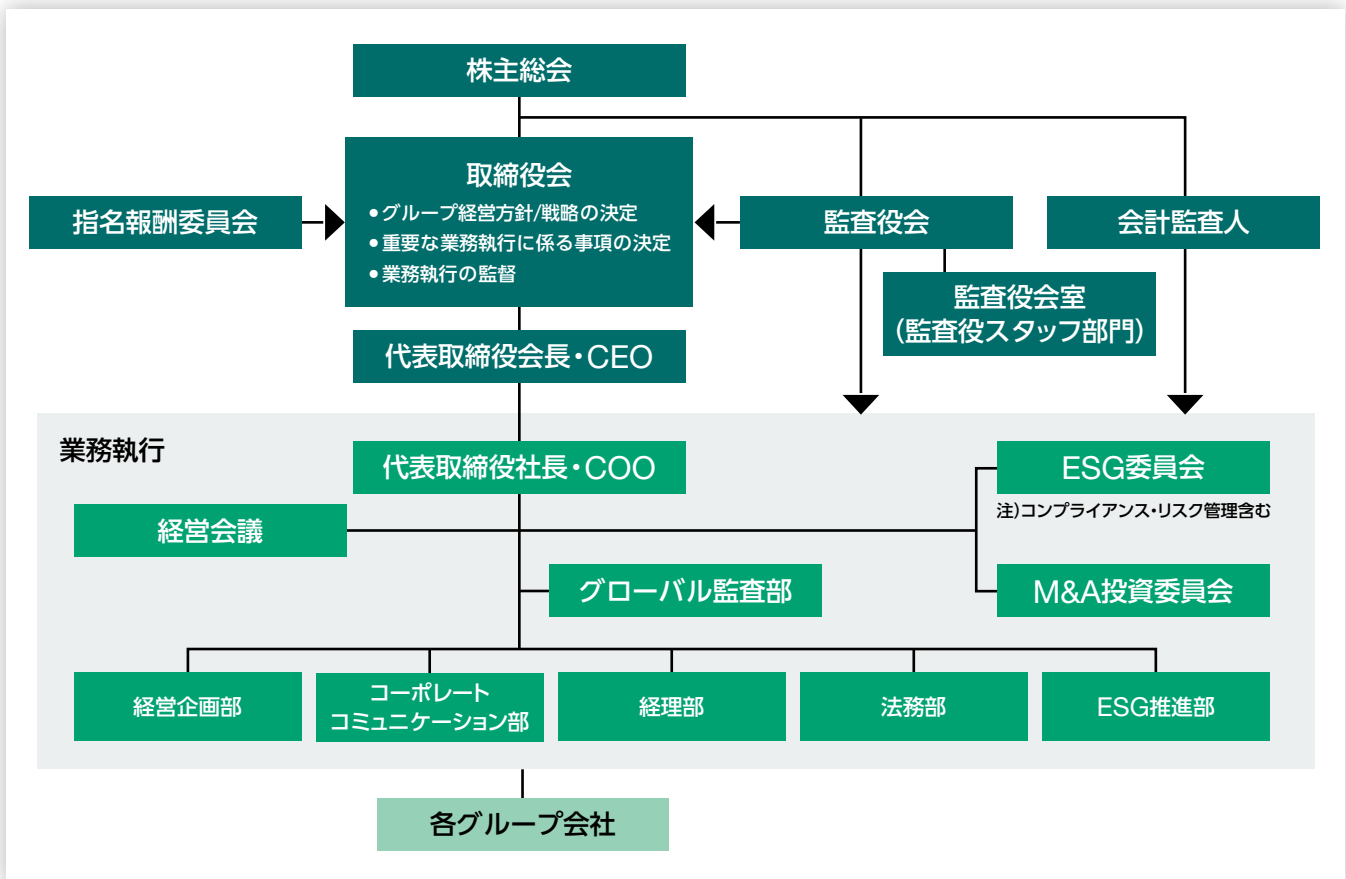 株主総会
取締役会
●グループ経営方針/戦略の決定
●重要な業務執行に係る事項の決定
●業務執行の監督
指名報酬委員会
監査役会
会計監査人
監査役会室
(監査役スタッフ部門)
代表取締役会長・CEO
業務執行
代表取締役社長・COO
ESG委員会
注)コンプライアンス・リスク管理含む
経営会議
グローバル監査部
M&A投資委員会
経営企画部
コーポレート
コミュニケーション部
経理部
法務部
ESG推進部
各グループ会社